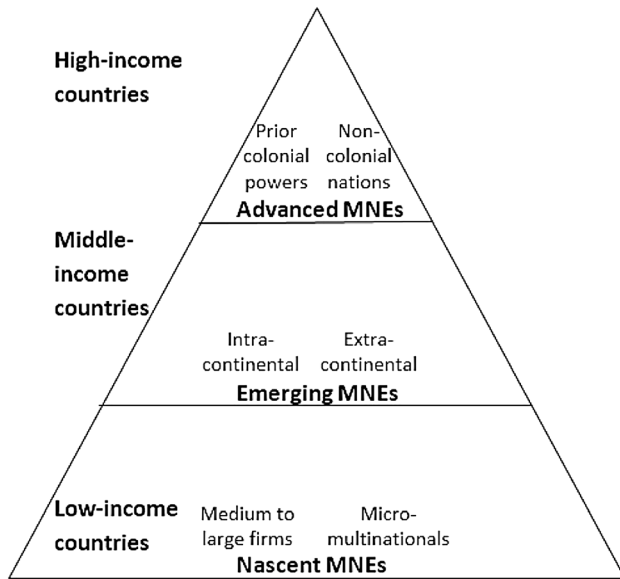 High-income
countries
Prior
colonial
powers
Non-
colonial
nations
Advanced MNEs
Middle-
income
countries
Intra-
continental
Extra-
continental
Emerging MNEs
Low-income
countries
Medium to
large firms
Micro-
multinationals
Nascent MNEs